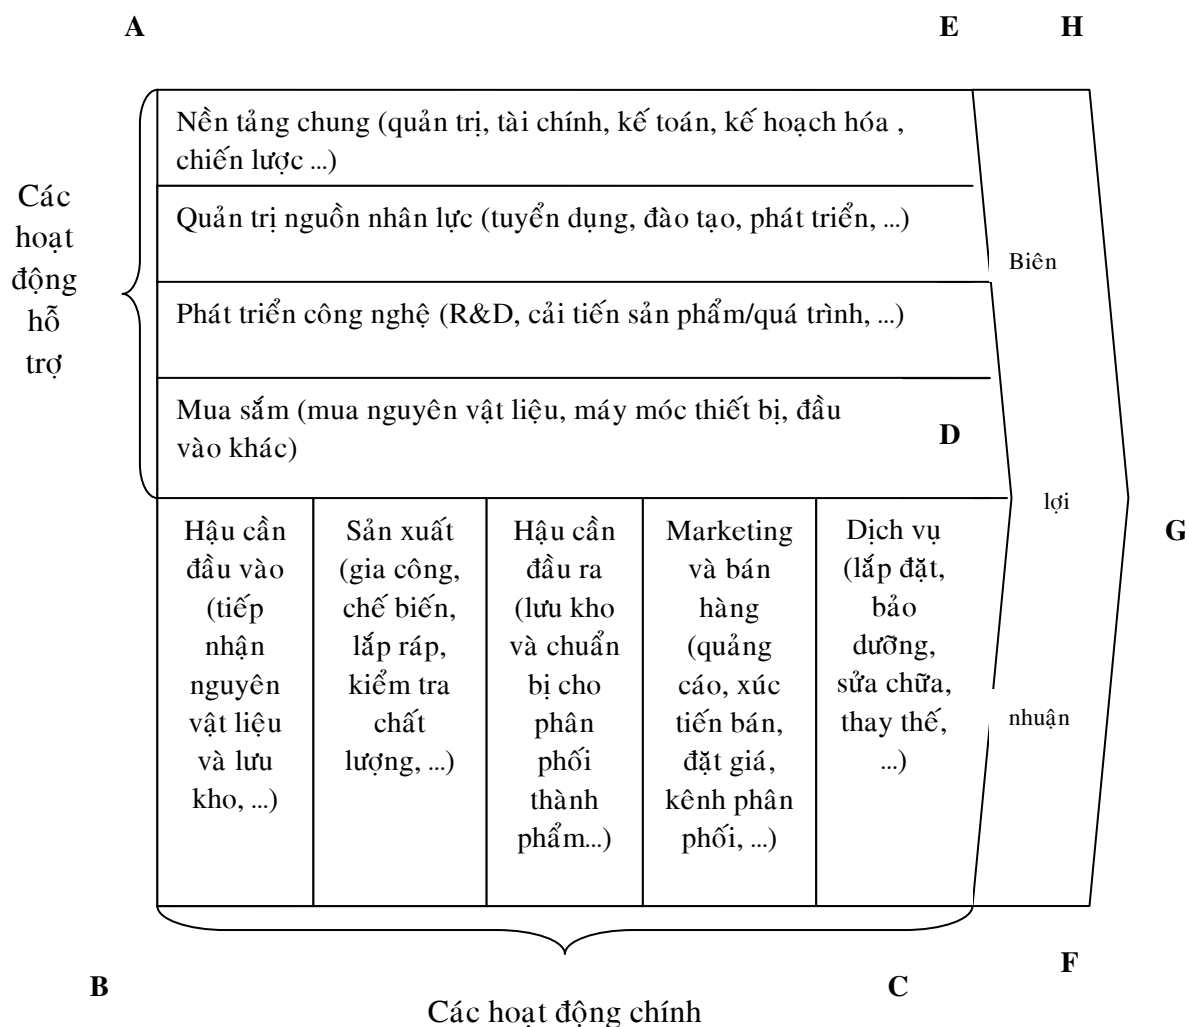 A
E
H
Nền tảng chung (quản trị, tài chính, kế toán, kế hoạch hóa ,
chiến lược ...)
Các
hoạt
động
hỗ
trợ
Quản trị nguồn nhân lực (tuyển dụng, đào tạo, phát triển, ...)
Biên
Phát triển công nghệ (R&D, cải tiến sản phẩm/quá trình, ...)
Mua sắm (mua nguyên vật liệu, máy móc thiết bị, đầu
vào khác)
D
Hậu cần
đầu vào
(tiếp
nhận
nguyên
vật liệu
và lưu
kho, ...)
Sản xuất
(gia công,
chế biến,
lắp ráp,
kiểm tra
chất
lượng, ...)
Hậu cần
đầu ra
(lưu kho
và chuẩn
bị cho
phân
phối
thành
phẩm...)
Marketing
và bán
hàng
(quảng
cáo, xúc
tiến bán,
đặt giá,
kênh phân
phối, ...)
Dịch vụ
(lắp đặt,
bảo
dưỡng,
sửa chữa,
thay thế,
...)
lợi
G
nhuận
B
C
F
Các hoạt động chính